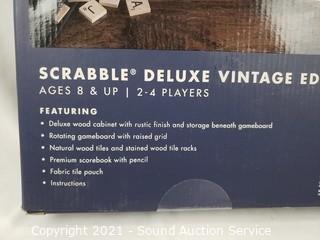 A
SCRABBLE® DELUXE VINTAGE ED
AGES 8 & UP | 2-4 PLAYERS
FEATURING
• Deluxe wood cabinet with rustic finish and storage beneath gameboard
• Rotating gameboard with raised grid
• Natural wood tiles and stained wood tile racks
• Premium scorebook with pencil
• Fabric tile pouch
• Instructions
Copyright 2021 - Sound Auction Service